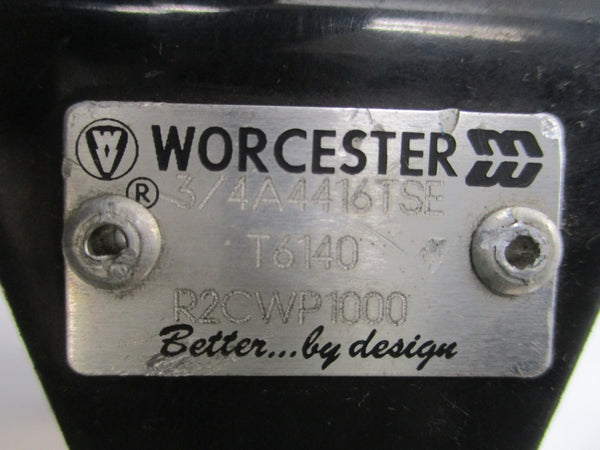 WORCESTER
®
3/4A4416TSE
T6140
R2CWP1000
Better...by design